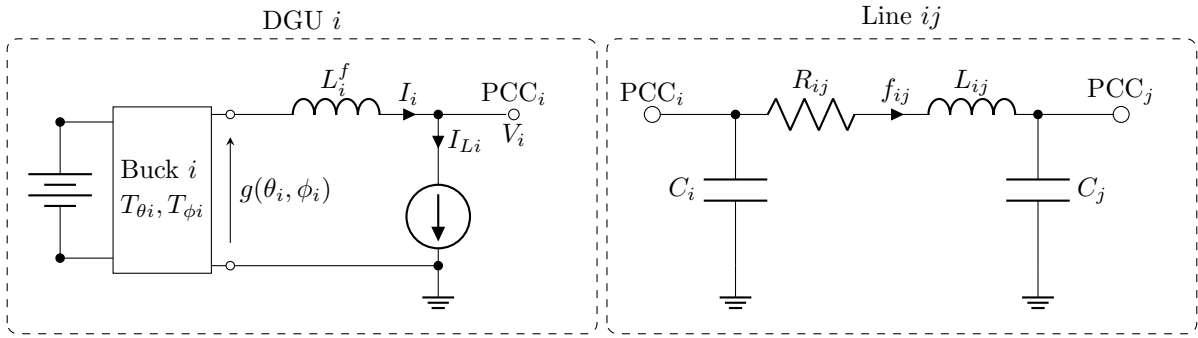 DGU i
L_i^f
I_i
PCC_i
V_i
I_{Li}
Buck i
T_{θi}, T_{ϕi}
g(θ_i, ϕ_i)
Line ij
PCC_i
R_{ij}
f_{ij}
L_{ij}
PCC_j
C_i
C_j